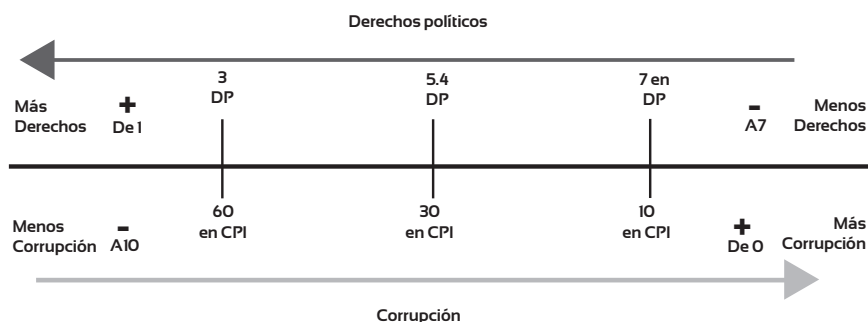 Derechos políticos
3
DP
5.4
DP
7 en
DP
Más
Derechos
+
De 1
-
A7
Menos
Derechos
60
en CPI
30
en CPI
10
en CPI
Menos
Corrupción
-
A10
+
De 0
Más
Corrupción
Corrupción